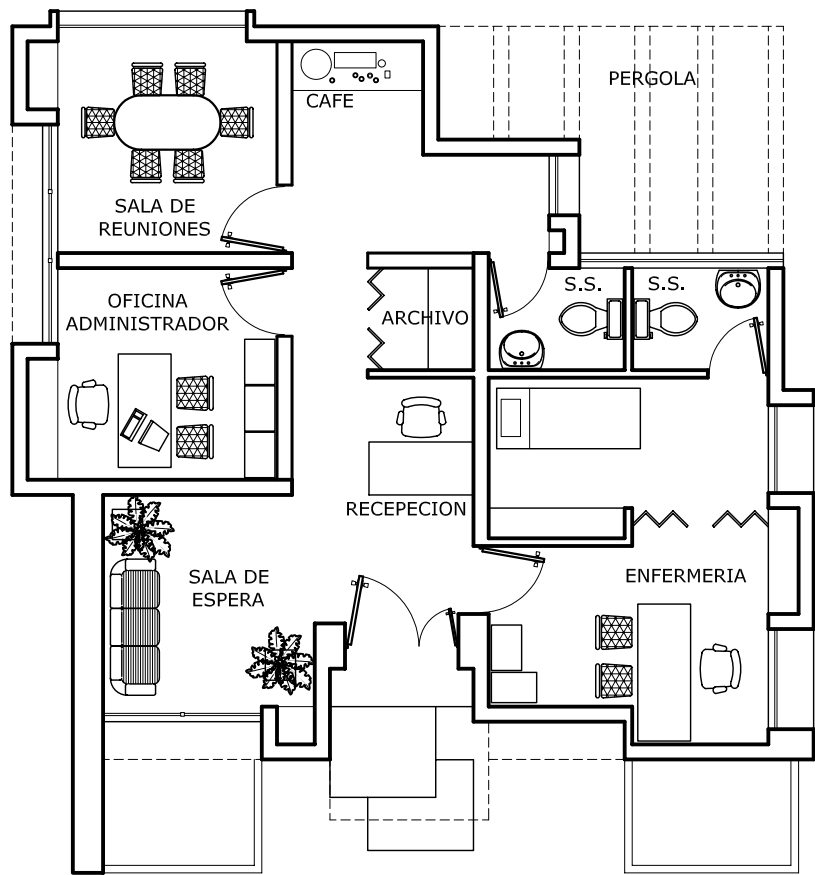 PERGOLA
CAFE
SALA DE
REUNIONES
S.S.
S.S.
OFICINA
ADMINISTRADOR
ARCHIVO
RECEPECION
SALA DE
ESPERA
ENFERMERIA